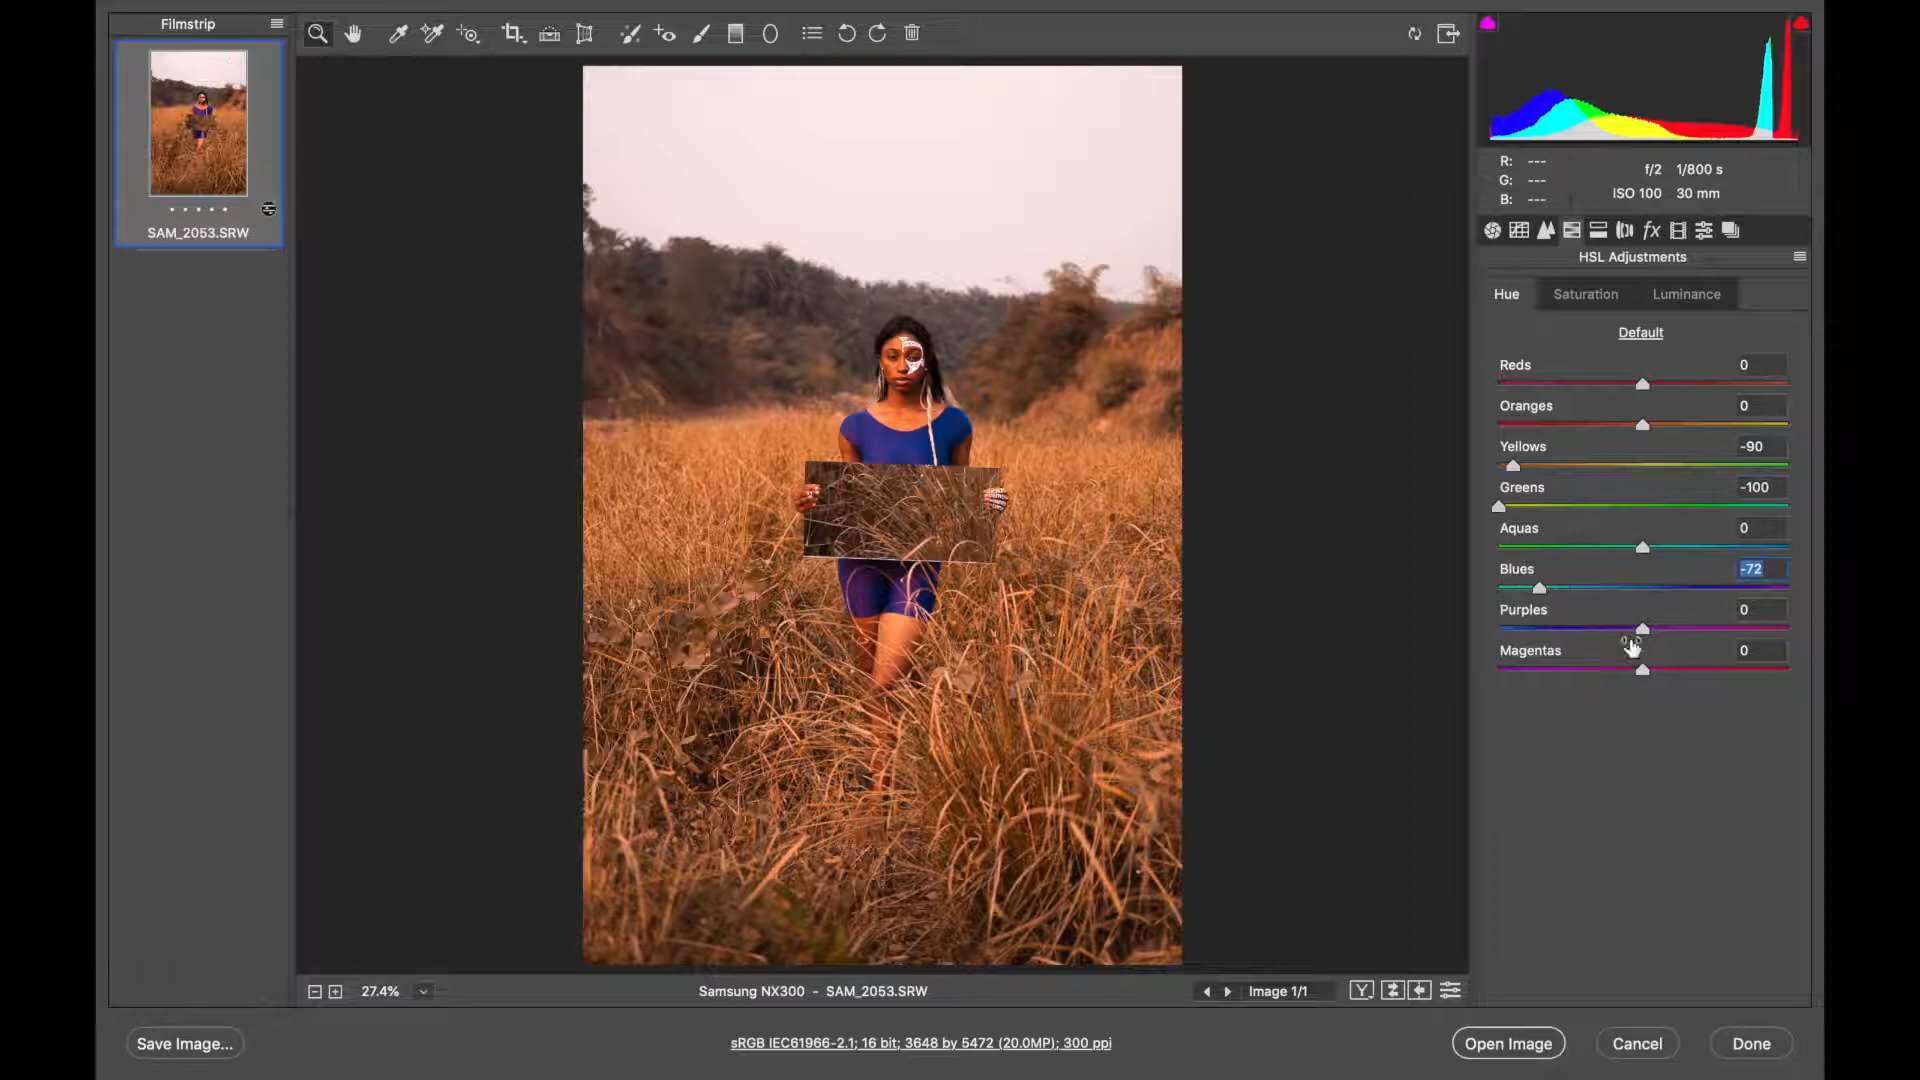 Filmstrip
SAM_2053.SRW
R: ---
G: ---
B: ---
f/2 1/800 s
ISO 100 30 mm
fx
HSL Adjustments
Hue Saturation Luminance
Default
Reds 0
Oranges 0
Yellows -90
Greens -100
Aquas 0
Blues -72
Purples 0
Magentas 0
27.4%
Samsung NX300 - SAM_2053.SRW
Image 1/1
Y
Save Image...
sRGB IEC61966-2.1; 16 bit; 3648 by 5472 (20.0MP); 300 ppi
Open Image
Cancel
Done